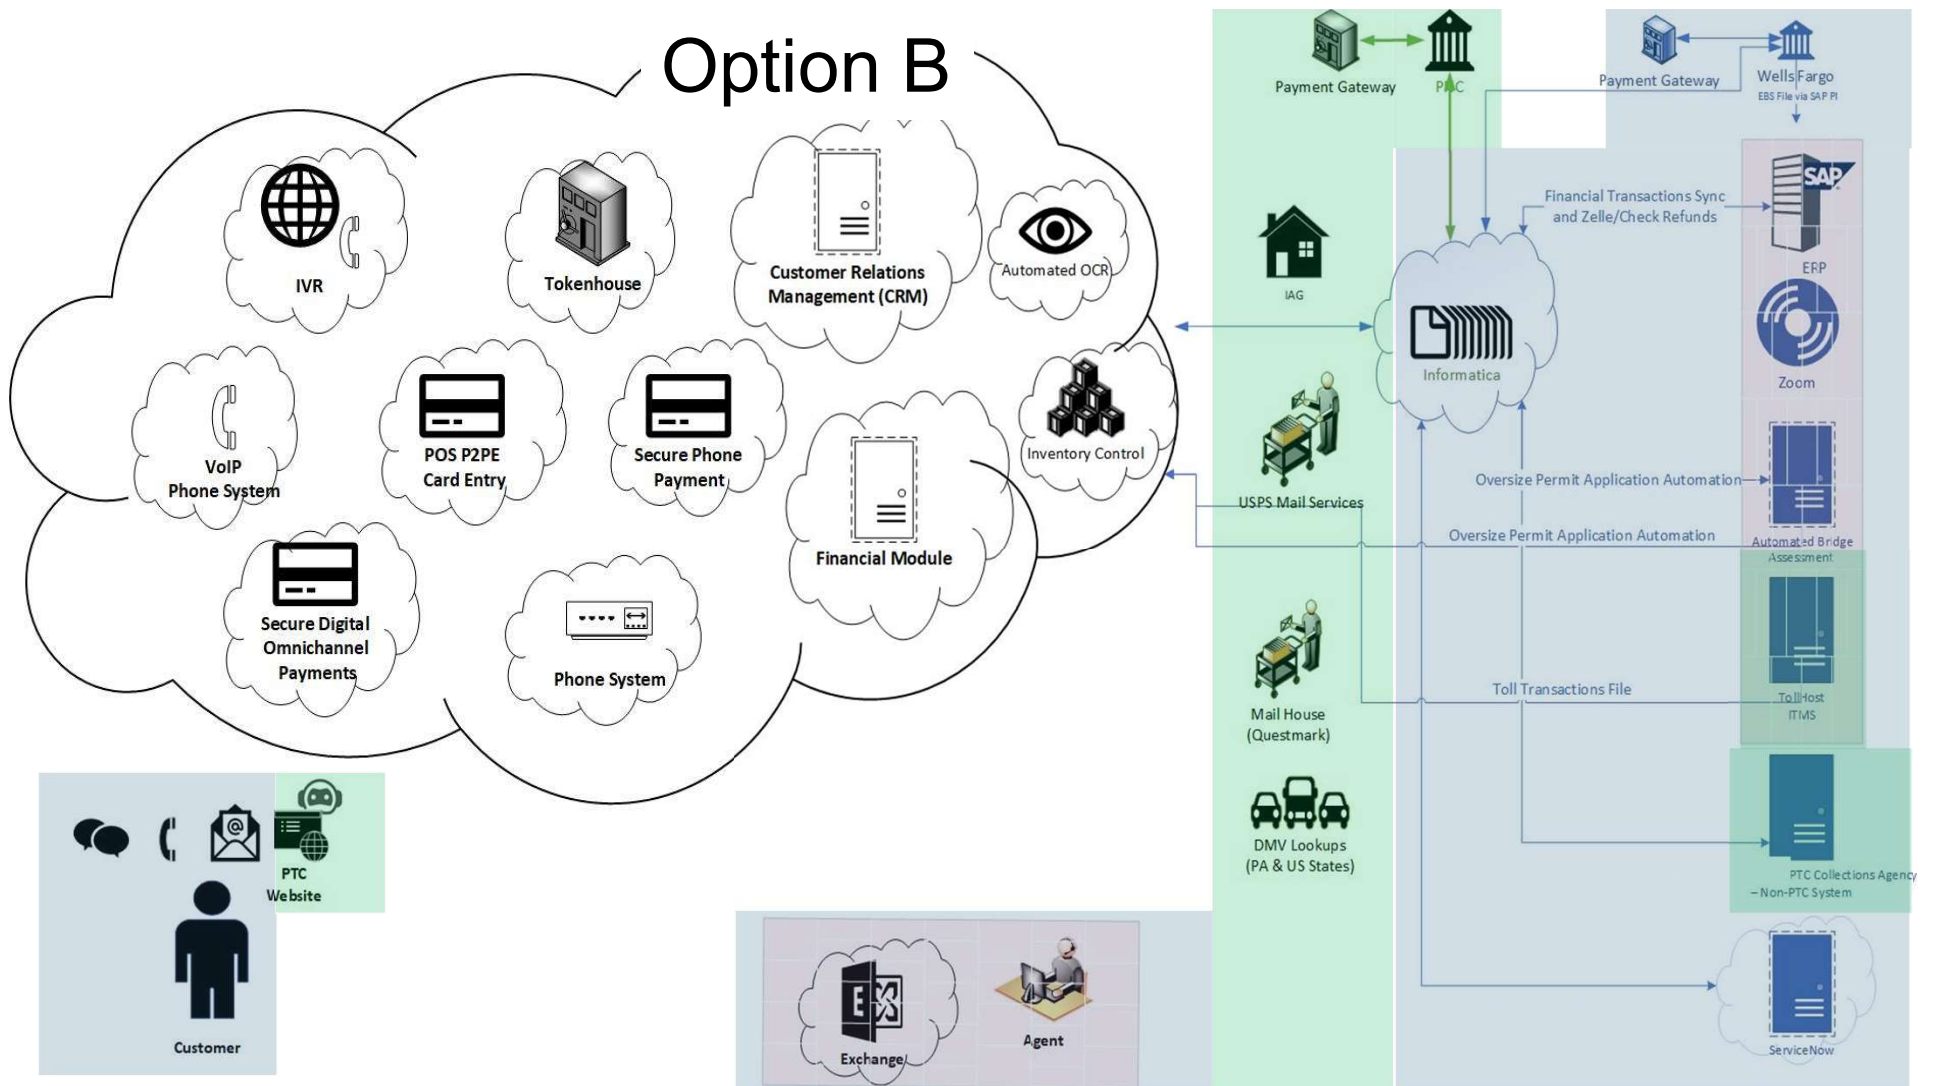 Option B
Payment Gateway
PNC
Payment Gateway
Wells Fargo
EBS File via SAP PI
IVR
Tokenhouse
Customer Relations
Management (CRM)
Automated OCR
IAG
Financial Transactions Sync
and Zelle/Check Refunds
SAP
ERP
Informatica
Zoom
VoIP
Phone System
POS P2PE
Card Entry
Secure Phone
Payment
Inventory Control
Financial Module
USPS Mail Services
Oversize Permit Application Automation
Oversize Permit Application Automation
Automated Bridge
Assessment
Secure Digital
Omnichannel
Payments
Phone System
Mail House
(Questmark)
Toll Transactions File
TollHost
ITMS
@
PTC
Website
DMV Lookups
(PA & US States)
PTC Collections Agency
– Non-PTC System
Customer
E
Exchange
Agent
ServiceNow